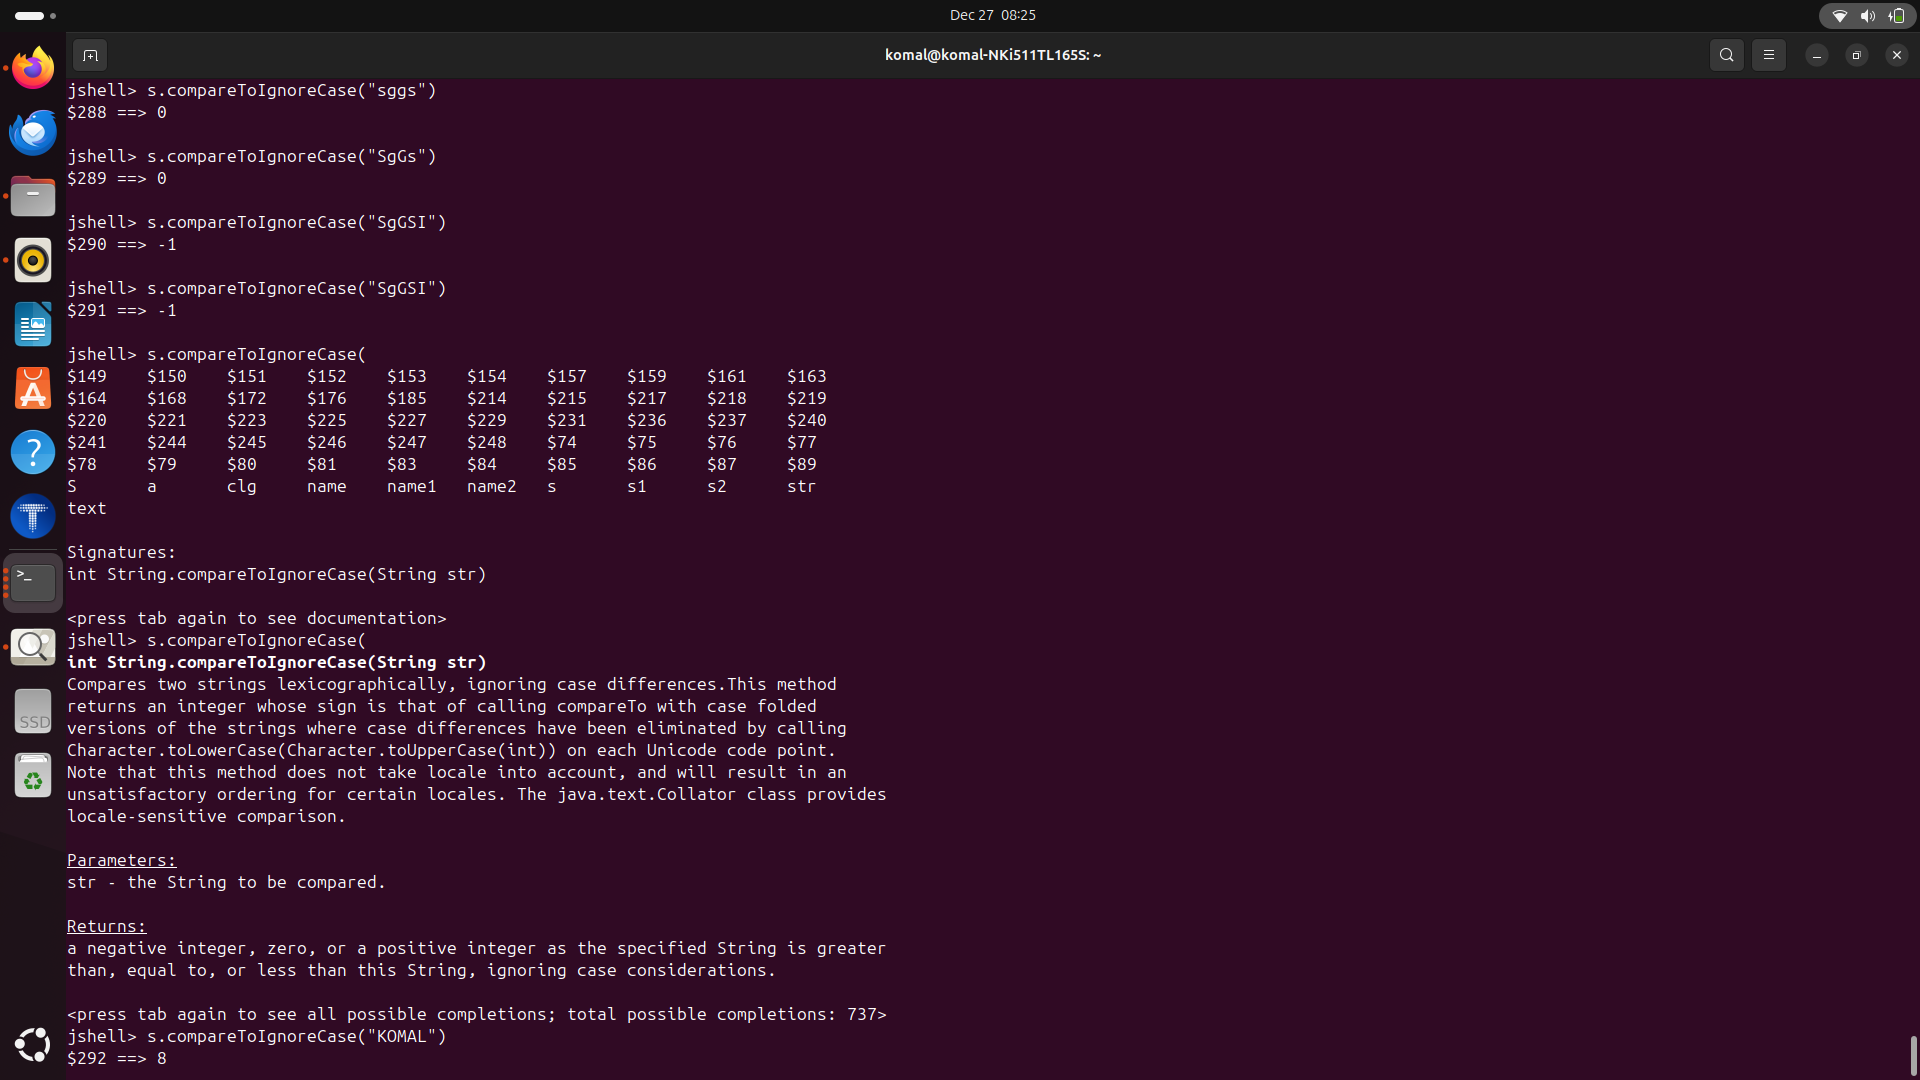 Dec 27 08:25
komal@komal-NKi511TL165S: ~
jshell> s.compareToIgnoreCase("sggs")
$288 ==> 0
jshell> s.compareToIgnoreCase("SgGs")
$289 ==> 0
jshell> s.compareToIgnoreCase("SgGSI")
$290 ==> -1
jshell> s.compareToIgnoreCase("SgGSI")
$291 ==> -1
jshell> s.compareToIgnoreCase(
$149 $150 $151 $152 $153 $154 $157 $159 $161 $163
$164 $168 $172 $176 $185 $214 $215 $217 $218 $219
$220 $221 $223 $225 $227 $229 $231 $236 $237 $240
$241 $244 $245 $246 $247 $248 $74 $75 $76 $77
$78 $79 $80 $81 $83 $84 $85 $86 $87 $89
S a clg name name1 name2 s s1 s2 str
text
Signatures:
int String.compareToIgnoreCase(String str)
<press tab again to see documentation>
jshell> s.compareToIgnoreCase(
int String.compareToIgnoreCase(String str)
Compares two strings lexicographically, ignoring case differences.This method
returns an integer whose sign is that of calling compareTo with case folded
versions of the strings where case differences have been eliminated by calling
Character.toLowerCase(Character.toUpperCase(int)) on each Unicode code point.
Note that this method does not take locale into account, and will result in an
unsatisfactory ordering for certain locales. The java.text.Collator class provides
locale-sensitive comparison.
Parameters:
str - the String to be compared.
Returns:
a negative integer, zero, or a positive integer as the specified String is greater
than, equal to, or less than this String, ignoring case considerations.
<press tab again to see all possible completions; total possible completions: 737>
jshell> s.compareToIgnoreCase("KOMAL")
$292 ==> 8
SSD